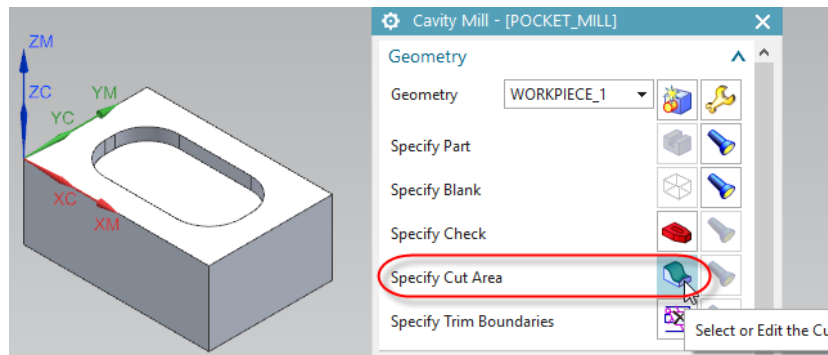 ZM
ZC
YM
YC
XC
XM
Cavity Mill - [POCKET_MILL]
Geometry
Geometry WORKPIECE_1
Specify Part
Specify Blank
Specify Check
Specify Cut Area
Specify Trim Boundaries
Select or Edit the Cu